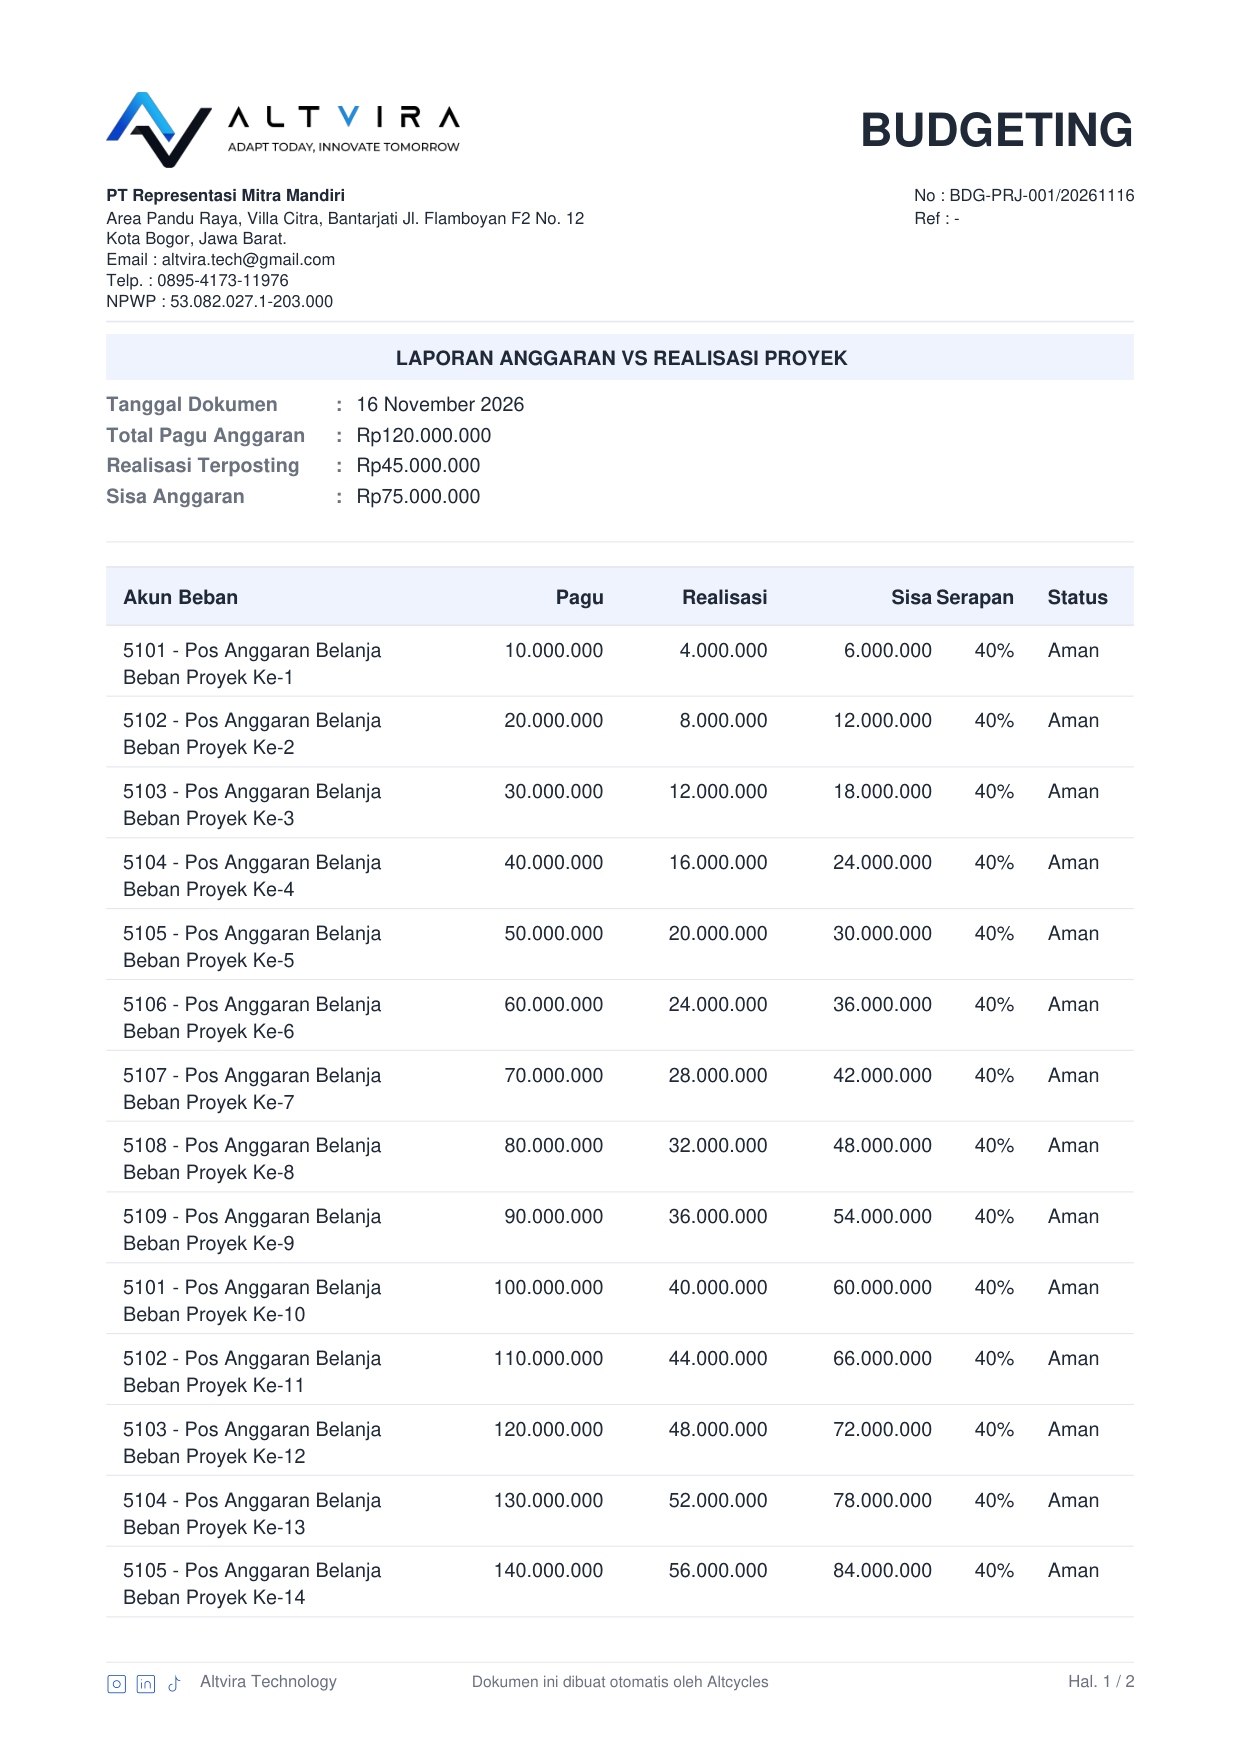 ALTVIRA
ADAPT TODAY, INNOVATE TOMORROW
BUDGETING
PT Representasi Mitra Mandiri
Area Pandu Raya, Villa Citra, Bantarjati Jl. Flamboyan F2 No. 12
Kota Bogor, Jawa Barat.
Email : altvira.tech@gmail.com
Telp. : 0895-4173-11976
NPWP : 53.082.027.1-203.000
No : BDG-PRJ-001/20261116
Ref : -
LAPORAN ANGGARAN VS REALISASI PROYEK
Tanggal Dokumen : 16 November 2026
Total Pagu Anggaran : Rp120.000.000
Realisasi Terposting : Rp45.000.000
Sisa Anggaran : Rp75.000.000
Akun Beban Pagu Realisasi Sisa Serapan Status
5101 - Pos Anggaran Belanja 10.000.000 4.000.000 6.000.000 40% Aman
Beban Proyek Ke-1
5102 - Pos Anggaran Belanja 20.000.000 8.000.000 12.000.000 40% Aman
Beban Proyek Ke-2
5103 - Pos Anggaran Belanja 30.000.000 12.000.000 18.000.000 40% Aman
Beban Proyek Ke-3
5104 - Pos Anggaran Belanja 40.000.000 16.000.000 24.000.000 40% Aman
Beban Proyek Ke-4
5105 - Pos Anggaran Belanja 50.000.000 20.000.000 30.000.000 40% Aman
Beban Proyek Ke-5
5106 - Pos Anggaran Belanja 60.000.000 24.000.000 36.000.000 40% Aman
Beban Proyek Ke-6
5107 - Pos Anggaran Belanja 70.000.000 28.000.000 42.000.000 40% Aman
Beban Proyek Ke-7
5108 - Pos Anggaran Belanja 80.000.000 32.000.000 48.000.000 40% Aman
Beban Proyek Ke-8
5109 - Pos Anggaran Belanja 90.000.000 36.000.000 54.000.000 40% Aman
Beban Proyek Ke-9
5101 - Pos Anggaran Belanja 100.000.000 40.000.000 60.000.000 40% Aman
Beban Proyek Ke-10
5102 - Pos Anggaran Belanja 110.000.000 44.000.000 66.000.000 40% Aman
Beban Proyek Ke-11
5103 - Pos Anggaran Belanja 120.000.000 48.000.000 72.000.000 40% Aman
Beban Proyek Ke-12
5104 - Pos Anggaran Belanja 130.000.000 52.000.000 78.000.000 40% Aman
Beban Proyek Ke-13
5105 - Pos Anggaran Belanja 140.000.000 56.000.000 84.000.000 40% Aman
Beban Proyek Ke-14
in Altvira Technology Dokumen ini dibuat otomatis oleh Altcycles Hal. 1 / 2